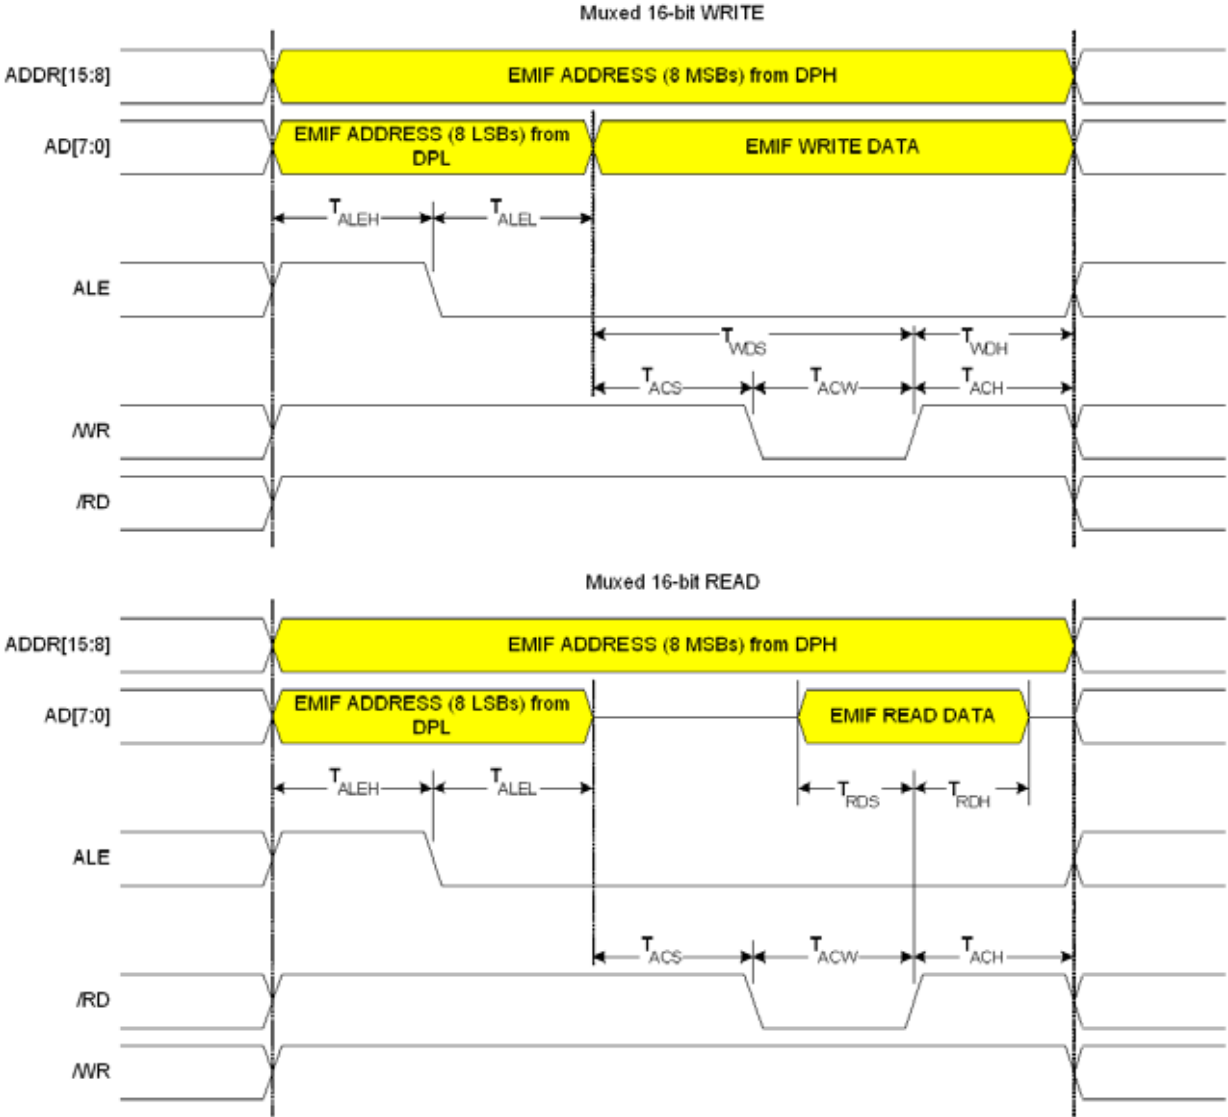 Muxed 16-bit WRITE
ADDR[15:8]
EMIF ADDRESS (8 MSBs) from DPH
AD[7:0]
EMIF ADDRESS (8 LSBs) from
DPL
EMIF WRITE DATA
TALEH
TALEL
ALE
TWDS
TWDH
TACS
TACW
TACH
/WR
/RD
Muxed 16-bit READ
ADDR[15:8]
EMIF ADDRESS (8 MSBs) from DPH
AD[7:0]
EMIF ADDRESS (8 LSBs) from
DPL
EMIF READ DATA
TALEH
TALEL
TRDS
TRDH
ALE
TACS
TACW
TACH
/RD
/WR